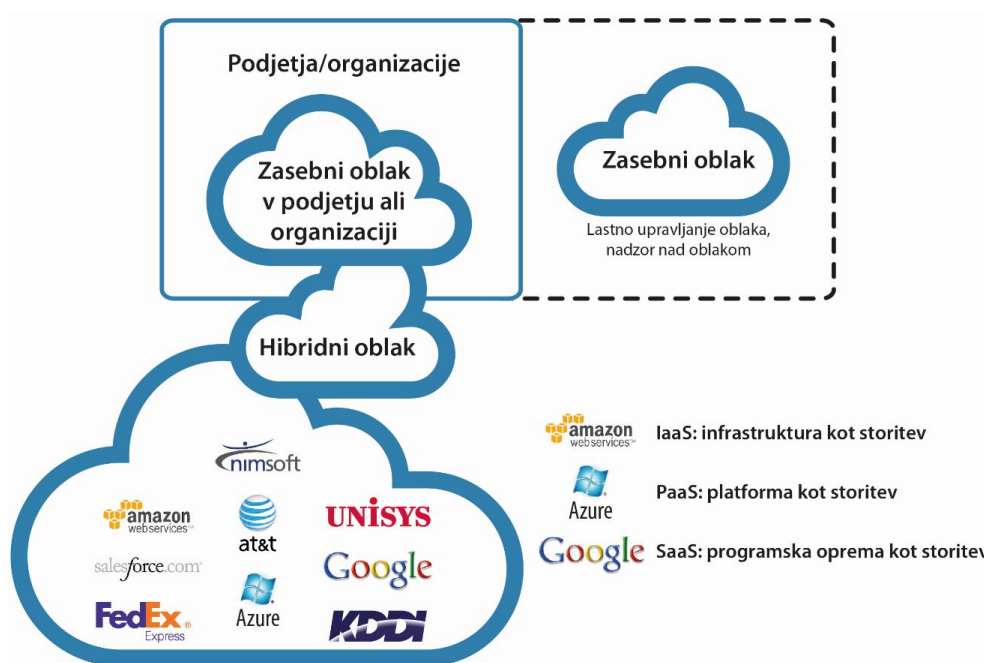 Podjetja/organizacije
Zasebni oblak
v podjetju ali
organizaciji
Zasebni oblak
Lastno upravljanje oblaka,
nadzor nad oblakom
Hibridni oblak
nimsoft
amazon
webservices™
at&t
UNISYS
salesforce.com
Google
FedEx®
Express
Azure
KDDI
amazon
webservices™
IaaS: infrastruktura kot storitev
Azure
PaaS: platforma kot storitev
Google
SaaS: programska oprema kot storitev